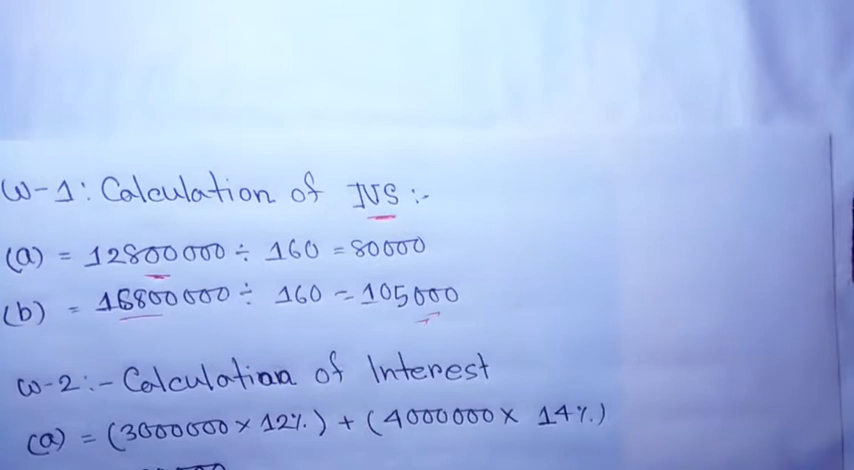 W-1: Calculation of IVS :-
(a) = 12800000 ÷ 160 = 80000
(b) = 16800000 ÷ 160 = 105000
W-2:- Calculation of Interest
(a) = (3000000 × 12%) + (4000000 × 14%)